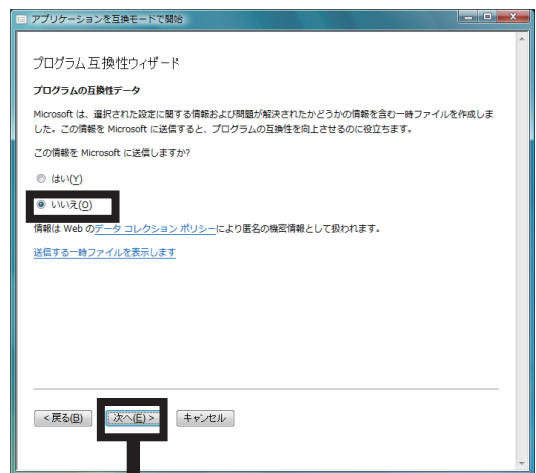 アプリケーションを互換モードで開始
プログラム互換性ウィザード
プログラムの互換性データ
Microsoft は、選択された設定に関する情報および問題が解決されたかどうかの情報を含む一時ファイルを作成しま
した。この情報を Microsoft に送信すると、プログラムの互換性を向上させるのに役立ちます。
この情報を Microsoft に送信しますか?
はい(Y)
いいえ(O)
情報は Web のデータ コレクション ポリシーにより匿名の機密情報として扱われます。
送信する一時ファイルを表示します
< 戻る(B) 次へ(E) > キャンセル